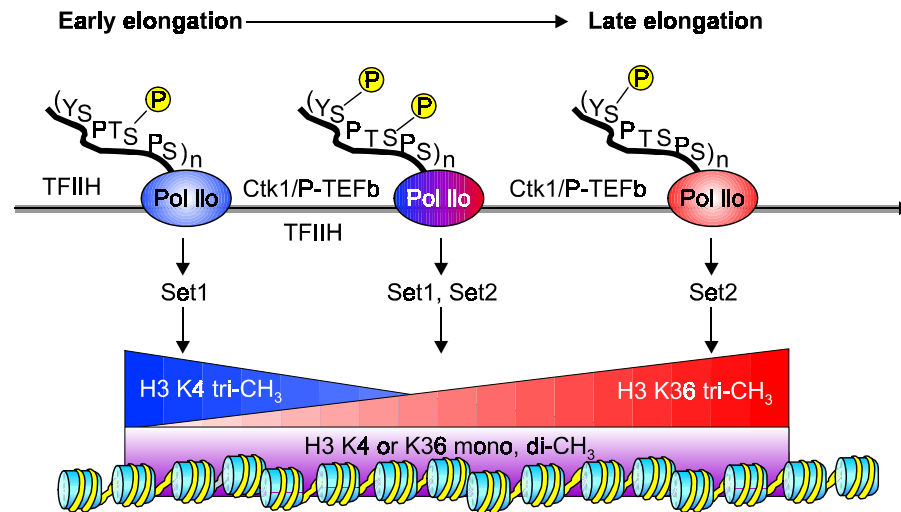 Early elongation
Late elongation
P
(YSPTSPS)n
P
P
(YSPTSPS)n
P
(YSPTSPS)n
TFIIH
Pol IIo
Ctk1/P-TEFb
TFIIH
Pol IIo
Ctk1/P-TEFb
Pol IIo
Set1
Set1, Set2
Set2
H3 K4 tri-CH₃
H3 K36 tri-CH₃
H3 K4 or K36 mono, di-CH₃